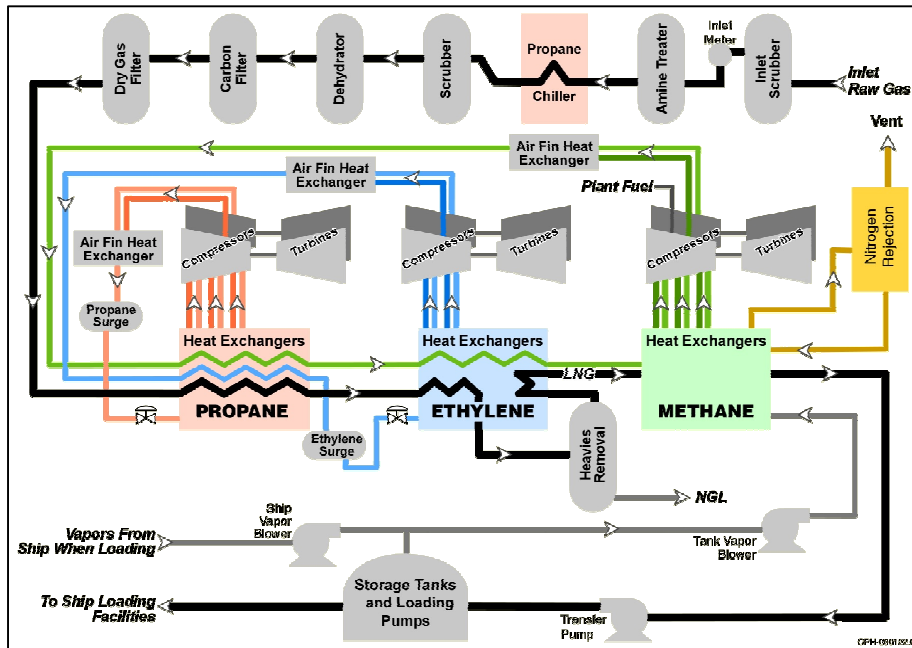 Dry Gas
Filter
Carbon
Filter
Dehydrator
Scrubber
Propane
Chiller
Amine Treater
Inlet
Meter
Inlet
Scrubber
Inlet
Raw Gas
Air Fin Heat
Exchanger
Vent
Air Fin Heat
Exchanger
Plant Fuel
Air Fin Heat
Exchanger
Compressors
Turbines
Compressors
Turbines
Compressors
Turbines
Nitrogen
Rejection
Propane
Surge
Heat Exchangers
PROPANE
Heat Exchangers
LNG
ETHYLENE
Heat Exchangers
METHANE
Ethylene
Surge
Heavies
Removal
NGL
Vapors From
Ship When Loading
Ship
Vapor
Blower
Tank Vapor
Blower
Storage Tanks
and Loading
Pumps
To Ship Loading
Facilities
Transfer
Pump